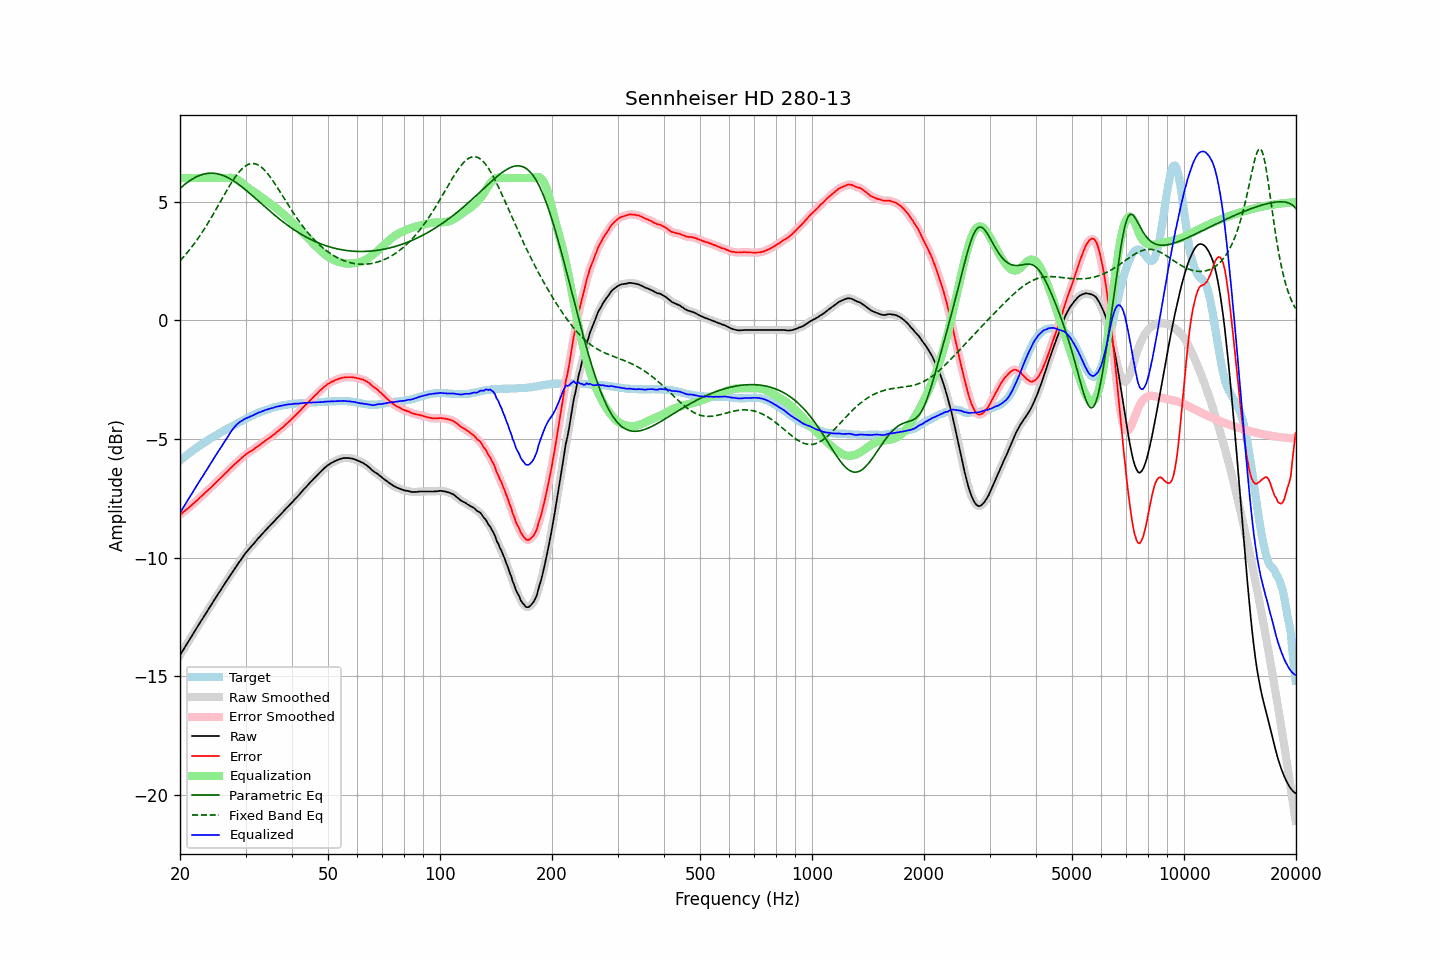 Sennheiser HD 280-13
Amplitude (dBr)
5
0
−5
−10
−15
−20
Target
Raw Smoothed
Error Smoothed
Raw
Error
Equalization
Parametric Eq
Fixed Band Eq
Equalized
20
50
100
200
500
1000
2000
5000
10000
20000
Frequency (Hz)